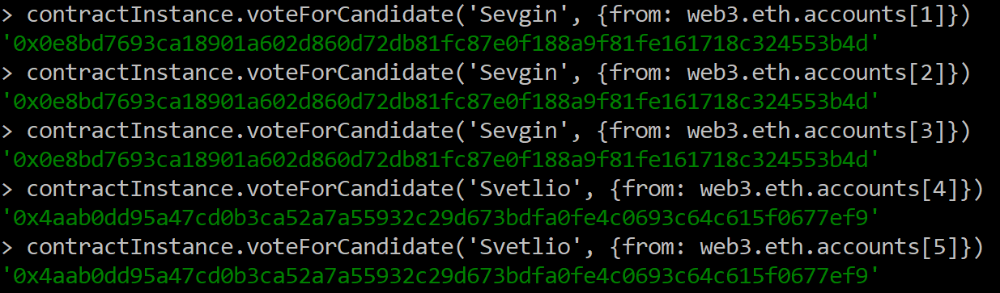 > contractInstance.voteForCandidate('Sevgin', {from: web3.eth.accounts[1]})
'0x0e8bd7693ca18901a602d860d72db81fc87e0f188a9f81fe161718c324553b4d'
> contractInstance.voteForCandidate('Sevgin', {from: web3.eth.accounts[2]})
'0x0e8bd7693ca18901a602d860d72db81fc87e0f188a9f81fe161718c324553b4d'
> contractInstance.voteForCandidate('Sevgin', {from: web3.eth.accounts[3]})
'0x0e8bd7693ca18901a602d860d72db81fc87e0f188a9f81fe161718c324553b4d'
> contractInstance.voteForCandidate('Svetlio', {from: web3.eth.accounts[4]})
'0x4aab0dd95a47cd0b3ca52a7a55932c29d673bdfa0fe4c0693c64c615f0677ef9'
> contractInstance.voteForCandidate('Svetlio', {from: web3.eth.accounts[5]})
'0x4aab0dd95a47cd0b3ca52a7a55932c29d673bdfa0fe4c0693c64c615f0677ef9'